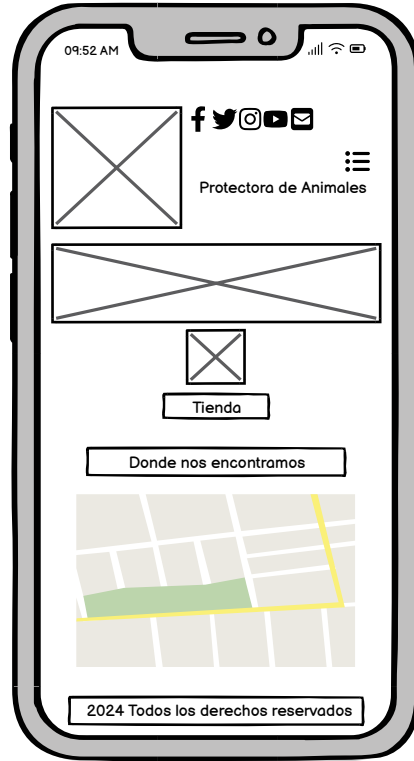 09:52 AM
Protectora de Animales
Tienda
Donde nos encontramos
2024 Todos los derechos reservados